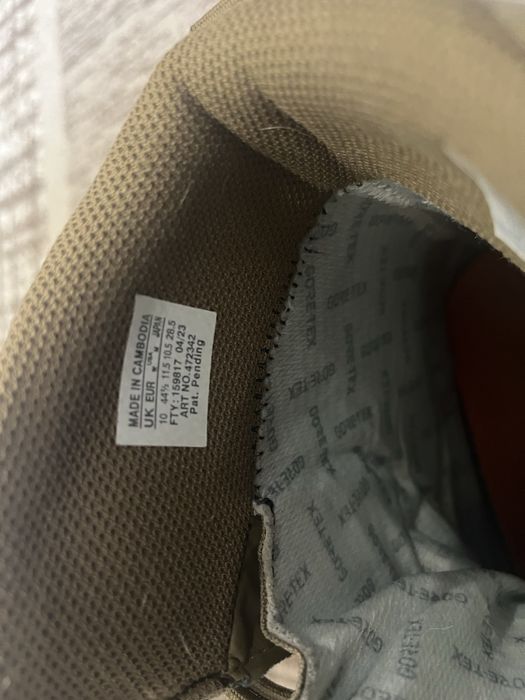 MADE IN CAMBODIA
UK EUR W USA M JAPAN
10 44⅔ 11.5 10.5 28.5
FTY: 159817 04/23
ART NO. 472342
Pat. Pending
GORE-TEX
GORE-TEX
GORE-TEX
GORE-TEX
GORE-TEX